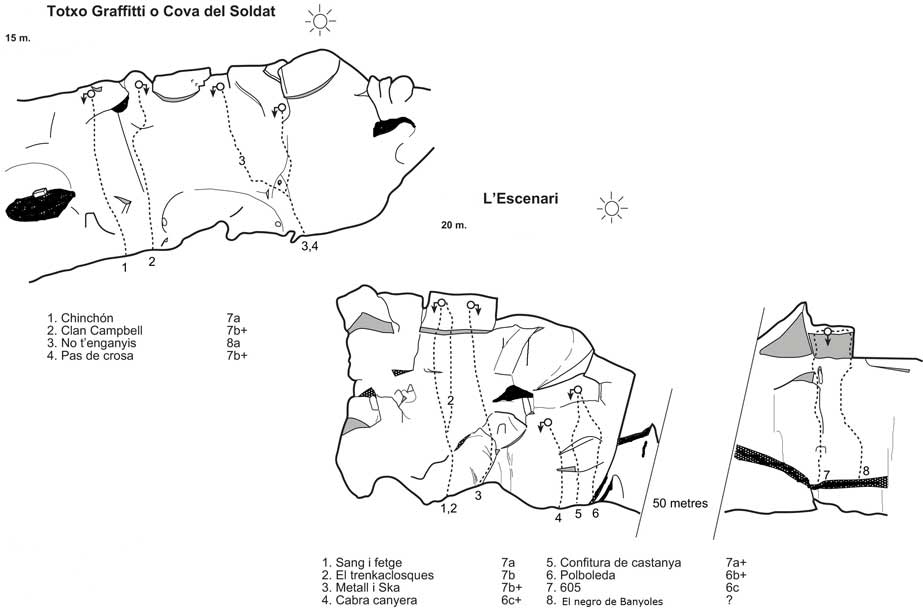 Totxo Graffitti o Cova del Soldat
15 m.
3
1
2
3,4
1. Chinchón 7a
2. Clan Campbell 7b+
3. No t'enganyis 8a
4. Pas de crosa 7b+
L'Escenari
20 m.
2
1,2
3
4
5
6
7
8
50 metres
1. Sang i fetge 7a
2. El trenkaclosques 7b
3. Metall i Ska 7b+
4. Cabra canyera 6c+
5. Confitura de castanya 7a+
6. Polboleda 6b+
7. 605 6c
8. El negro de Banyoles ?